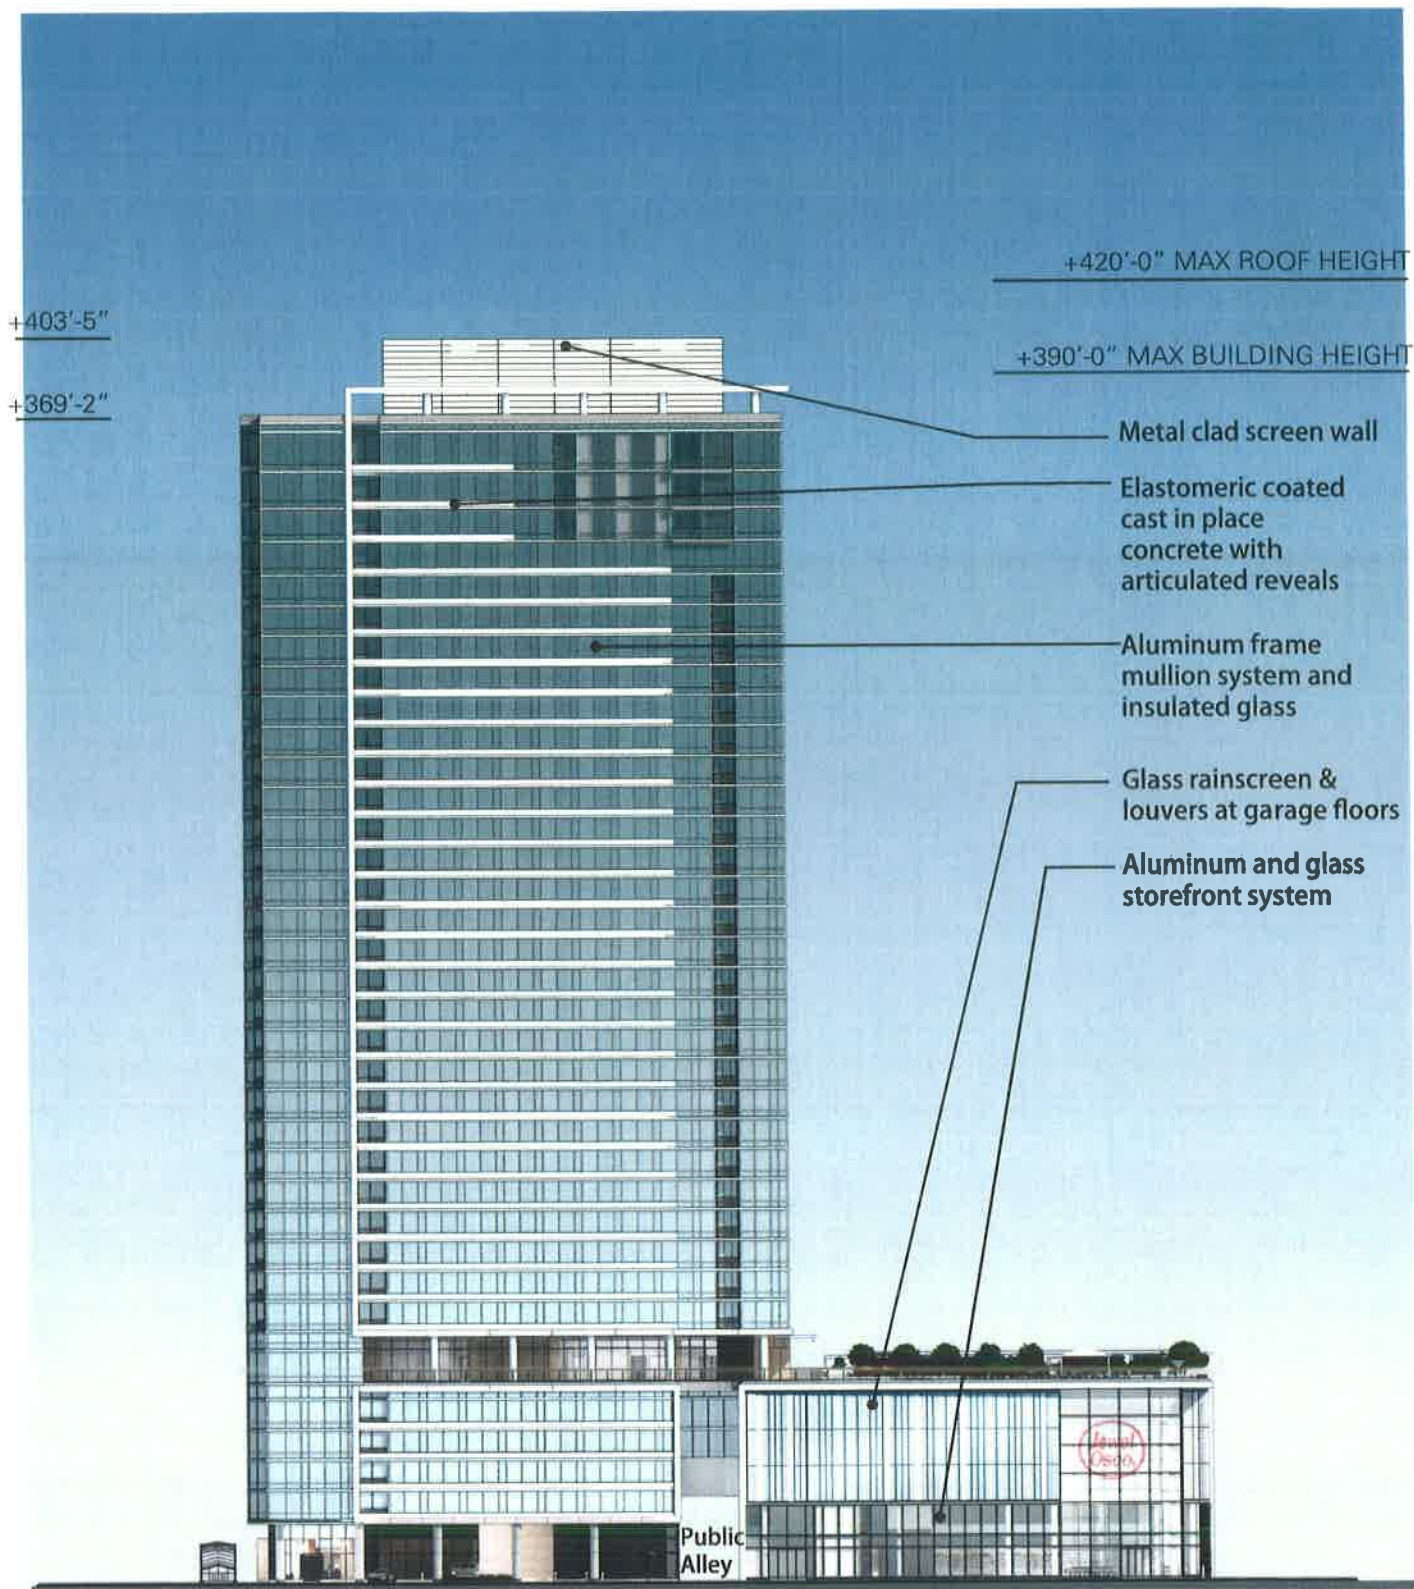 +420'-0" MAX ROOF HEIGHT
+403'-5"
+390'-0" MAX BUILDING HEIGHT
+369'-2"
Metal clad screen wall
Elastomeric coated
cast in place
concrete with
articulated reveals
Aluminum frame
mullion system and
insulated glass
Glass rainscreen &
louvers at garage floors
Aluminum and glass
storefront system
Jewel
Osco
Public
Alley